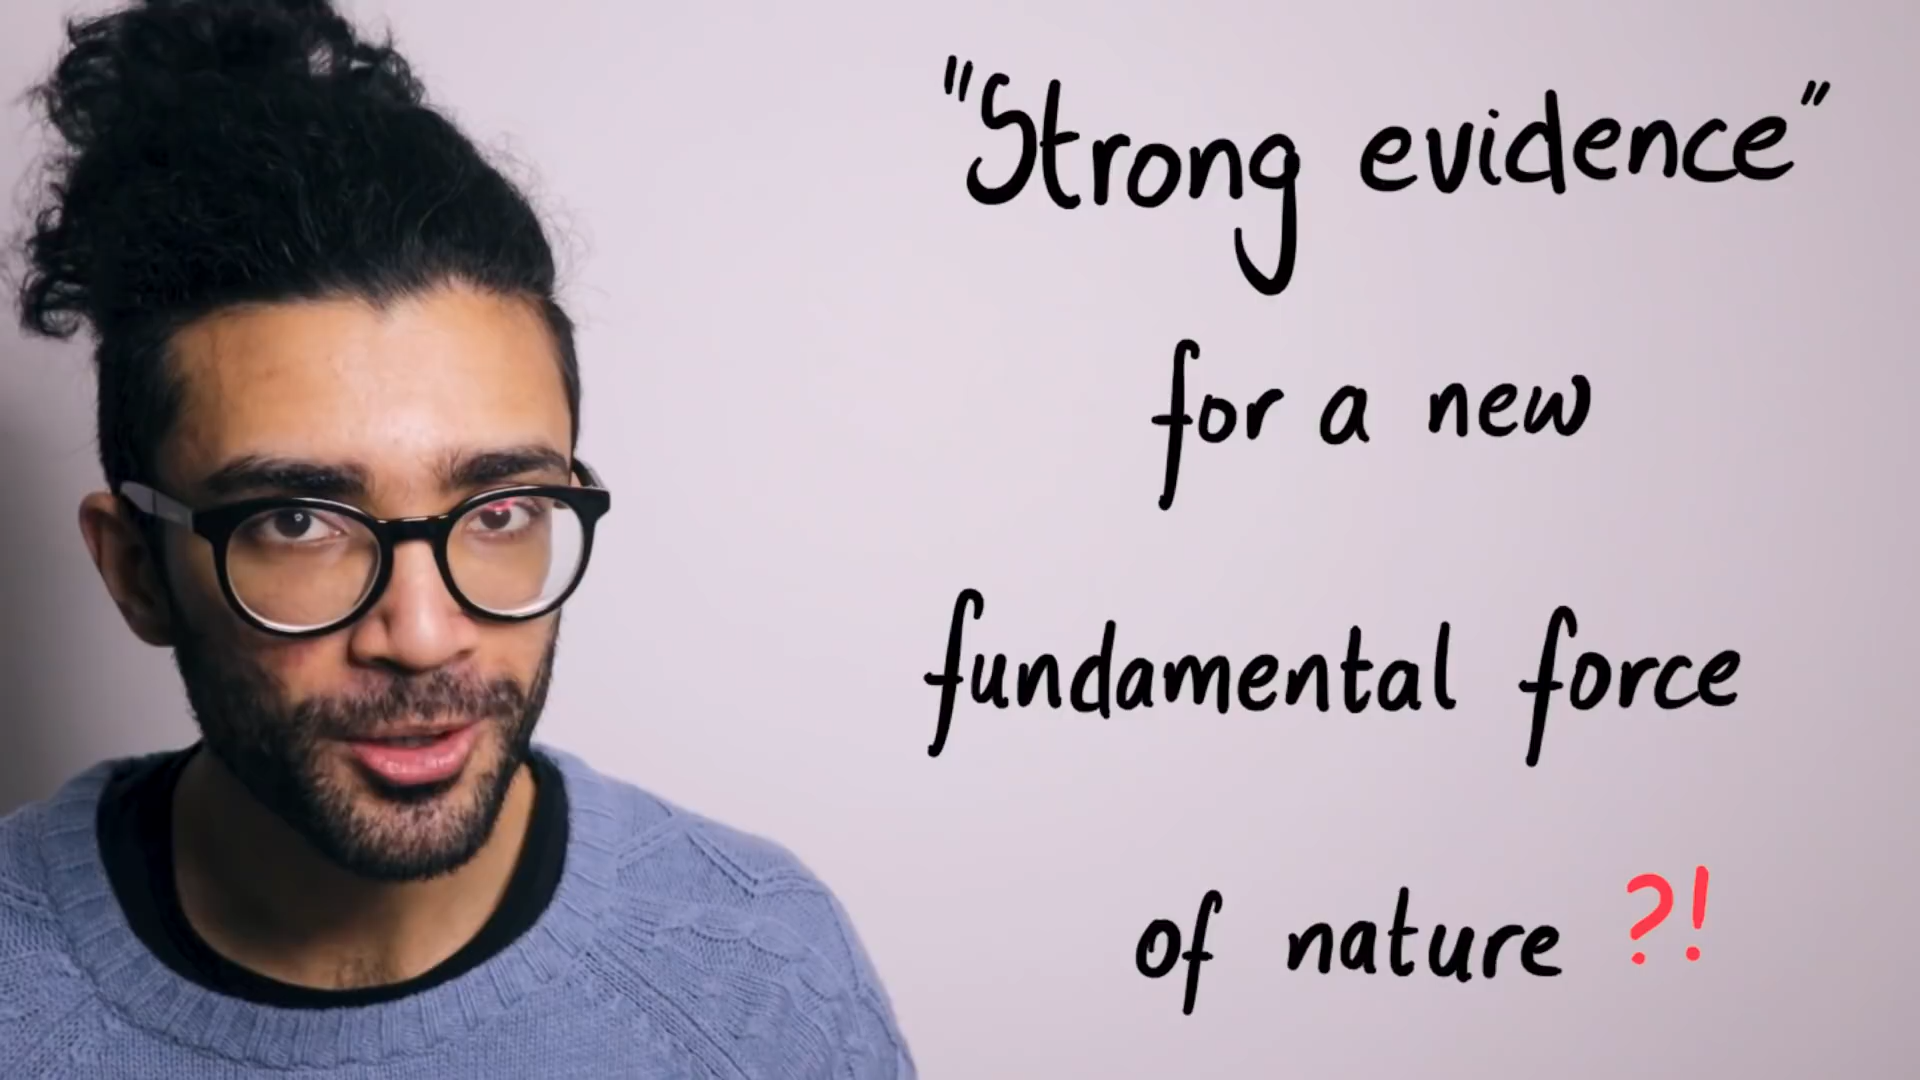 "Strong evidence"
for a new
fundamental force
of nature ?!